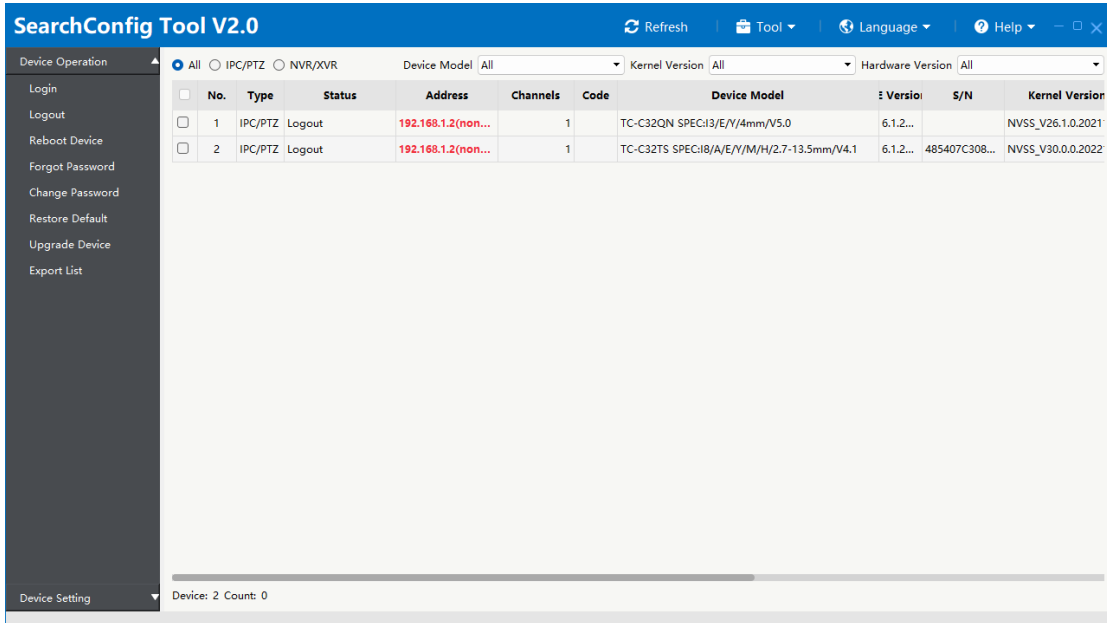 SearchConfig Tool V2.0 Refresh Tool Language Help
Device Operation
Login
Logout
Reboot Device
Forgot Password
Change Password
Restore Default
Upgrade Device
Export List
Device Setting
All IPC/PTZ NVR/XVR Device Model All Kernel Version All Hardware Version All
No. Type Status Address Channels Code Device Model E Version S/N Kernel Version
1 IPC/PTZ Logout 192.168.1.2(non... 1 TC-C32QN SPEC:I3/E/Y/4mm/V5.0 6.1.2... NVSS_V26.1.0.2021
2 IPC/PTZ Logout 192.168.1.2(non... 1 TC-C32TS SPEC:I8/A/E/Y/M/H/2.7-13.5mm/V4.1 6.1.2... 485407C308... NVSS_V30.0.0.2022
Device: 2 Count: 0